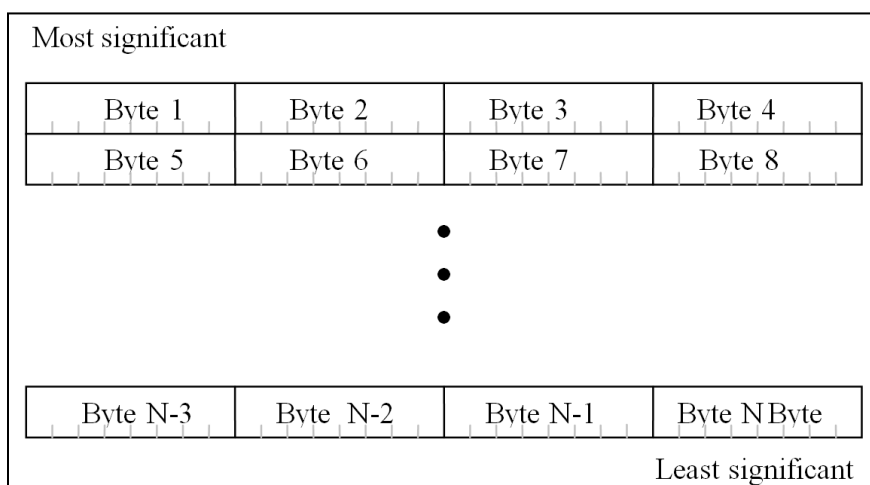 Most significant
Byte 1 Byte 2 Byte 3 Byte 4
Byte 5 Byte 6 Byte 7 Byte 8
Byte N-3 Byte N-2 Byte N-1 Byte N Byte
Least significant